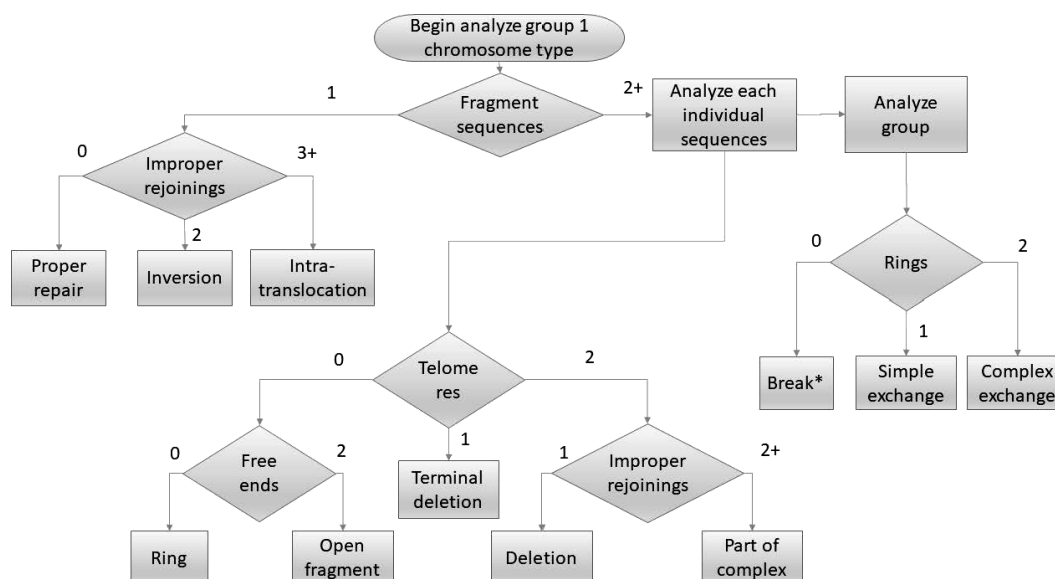 Begin analyze group 1
chromosome type
1
Fragment
sequences
2+
Analyze each
individual
sequences
Analyze
group
0
Improper
rejoinings
3+
2
Proper
repair
Inversion
Intra-
translocation
0
Rings
2
1
Break*
Simple
exchange
Complex
exchange
0
Telome
res
2
1
0
Free
ends
2
Terminal
deletion
1
Improper
rejoinings
2+
Ring
Open
fragment
Deletion
Part of
complex